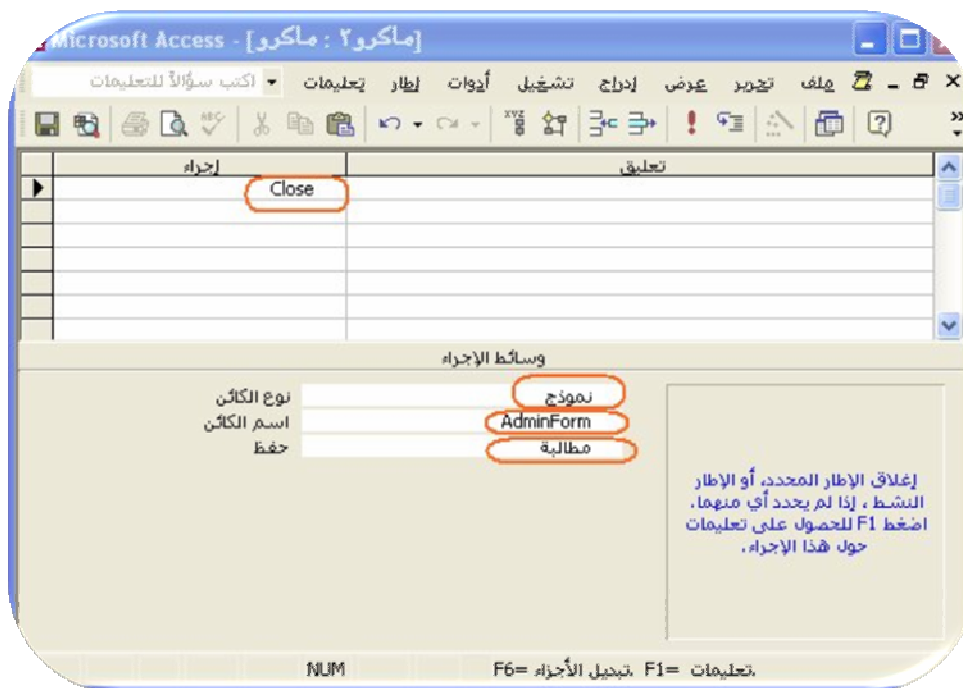 Microsoft Access - [ماكرو٢ : ماكرو]
ملف تحرير عرض إدراج تشغيل أدوات إطار تعليمات اكتب سؤالاً للتعليمات
إجراء تعليق
Close
وسائط الإجراء
نوع الكائن نموذج
اسم الكائن AdminForm
حفظ مطالبة
إغلاق الإطار المحدد، أو الإطار
النشط ، إذا لم يحدد أي منهما.
اضغط F1 للحصول على تعليمات
حول هذا الإجراء.
NUM
تعليمات =F1 .تبديل الأجزاء =F6.